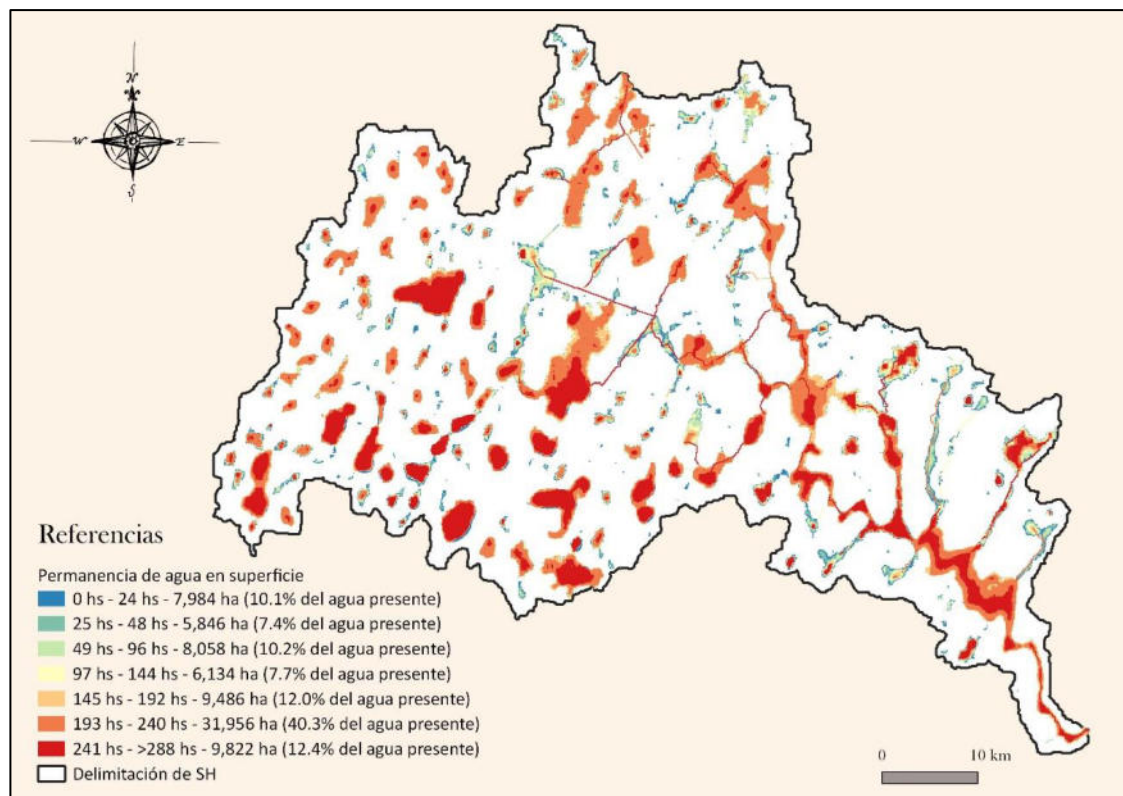 N
W E
S
Referencias
Permanencia de agua en superficie
0 hs - 24 hs - 7,984 ha (10.1% del agua presente)
25 hs - 48 hs - 5,846 ha (7.4% del agua presente)
49 hs - 96 hs - 8,058 ha (10.2% del agua presente)
97 hs - 144 hs - 6,134 ha (7.7% del agua presente)
145 hs - 192 hs - 9,486 ha (12.0% del agua presente)
193 hs - 240 hs - 31,956 ha (40.3% del agua presente)
241 hs - >288 hs - 9,822 ha (12.4% del agua presente)
Delimitación de SH
0 10 km